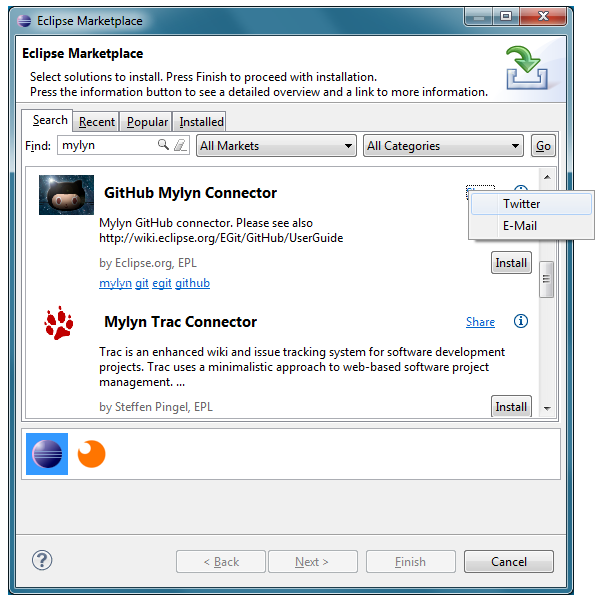 Eclipse Marketplace
Eclipse Marketplace
Select solutions to install. Press Finish to proceed with installation.
Press the information button to see a detailed overview and a link to more information.
Search Recent Popular Installed
Find: mylyn All Markets All Categories Go
GitHub Mylyn Connector
Twitter
E-Mail
Mylyn GitHub connector. Please see also
http://wiki.eclipse.org/EGit/GitHub/UserGuide
by Eclipse.org, EPL Install
mylyn git egit github
Mylyn Trac Connector Share
Trac is an enhanced wiki and issue tracking system for software development
projects. Trac uses a minimalistic approach to web-based software project
management. ...
by Steffen Pingel, EPL Install
< Back Next > Finish Cancel